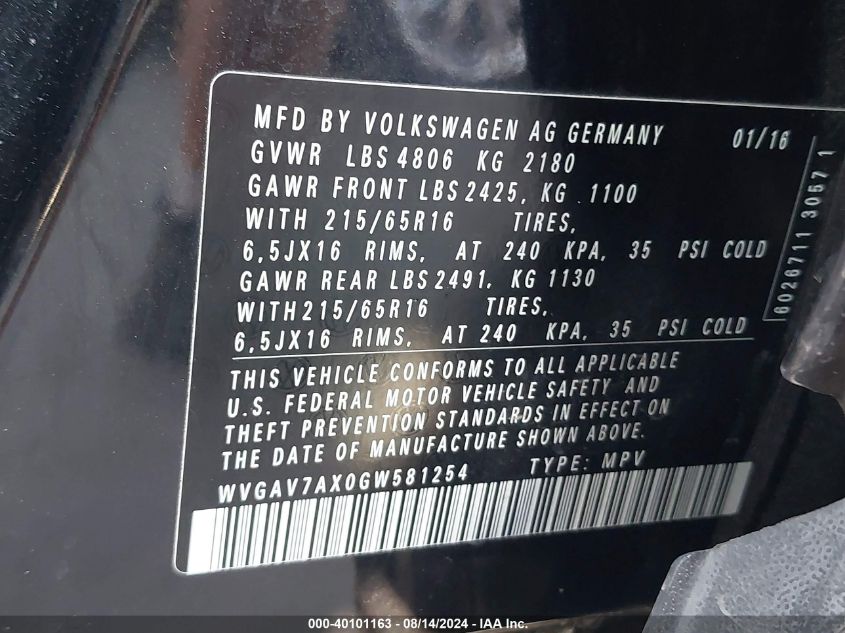 MFD BY VOLKSWAGEN AG GERMANY 01/16
GVWR LBS 4806 KG 2180
GAWR FRONT LBS 2425, KG 1100
WITH 215/65R16 TIRES,
6,5JX16 RIMS, AT 240 KPA, 35 PSI COLD
GAWR REAR LBS 2491, KG 1130
WITH 215/65R16 TIRES,
6,5JX16 RIMS, AT 240 KPA, 35 PSI COLD
6026711 3057 1
THIS VEHICLE CONFORMS TO ALL APPLICABLE
U.S. FEDERAL MOTOR VEHICLE SAFETY AND
THEFT PREVENTION STANDARDS IN EFFECT ON
THE DATE OF MANUFACTURE SHOWN ABOVE.
WVGAV7AX0GW581254 TYPE: MPV
000-40101163 - 08/14/2024 - IAA Inc.